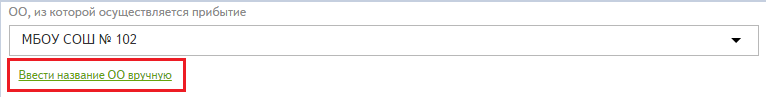 ОО, из которой осуществляется прибытие
МБОУ СОШ № 102
Ввести название ОО вручную